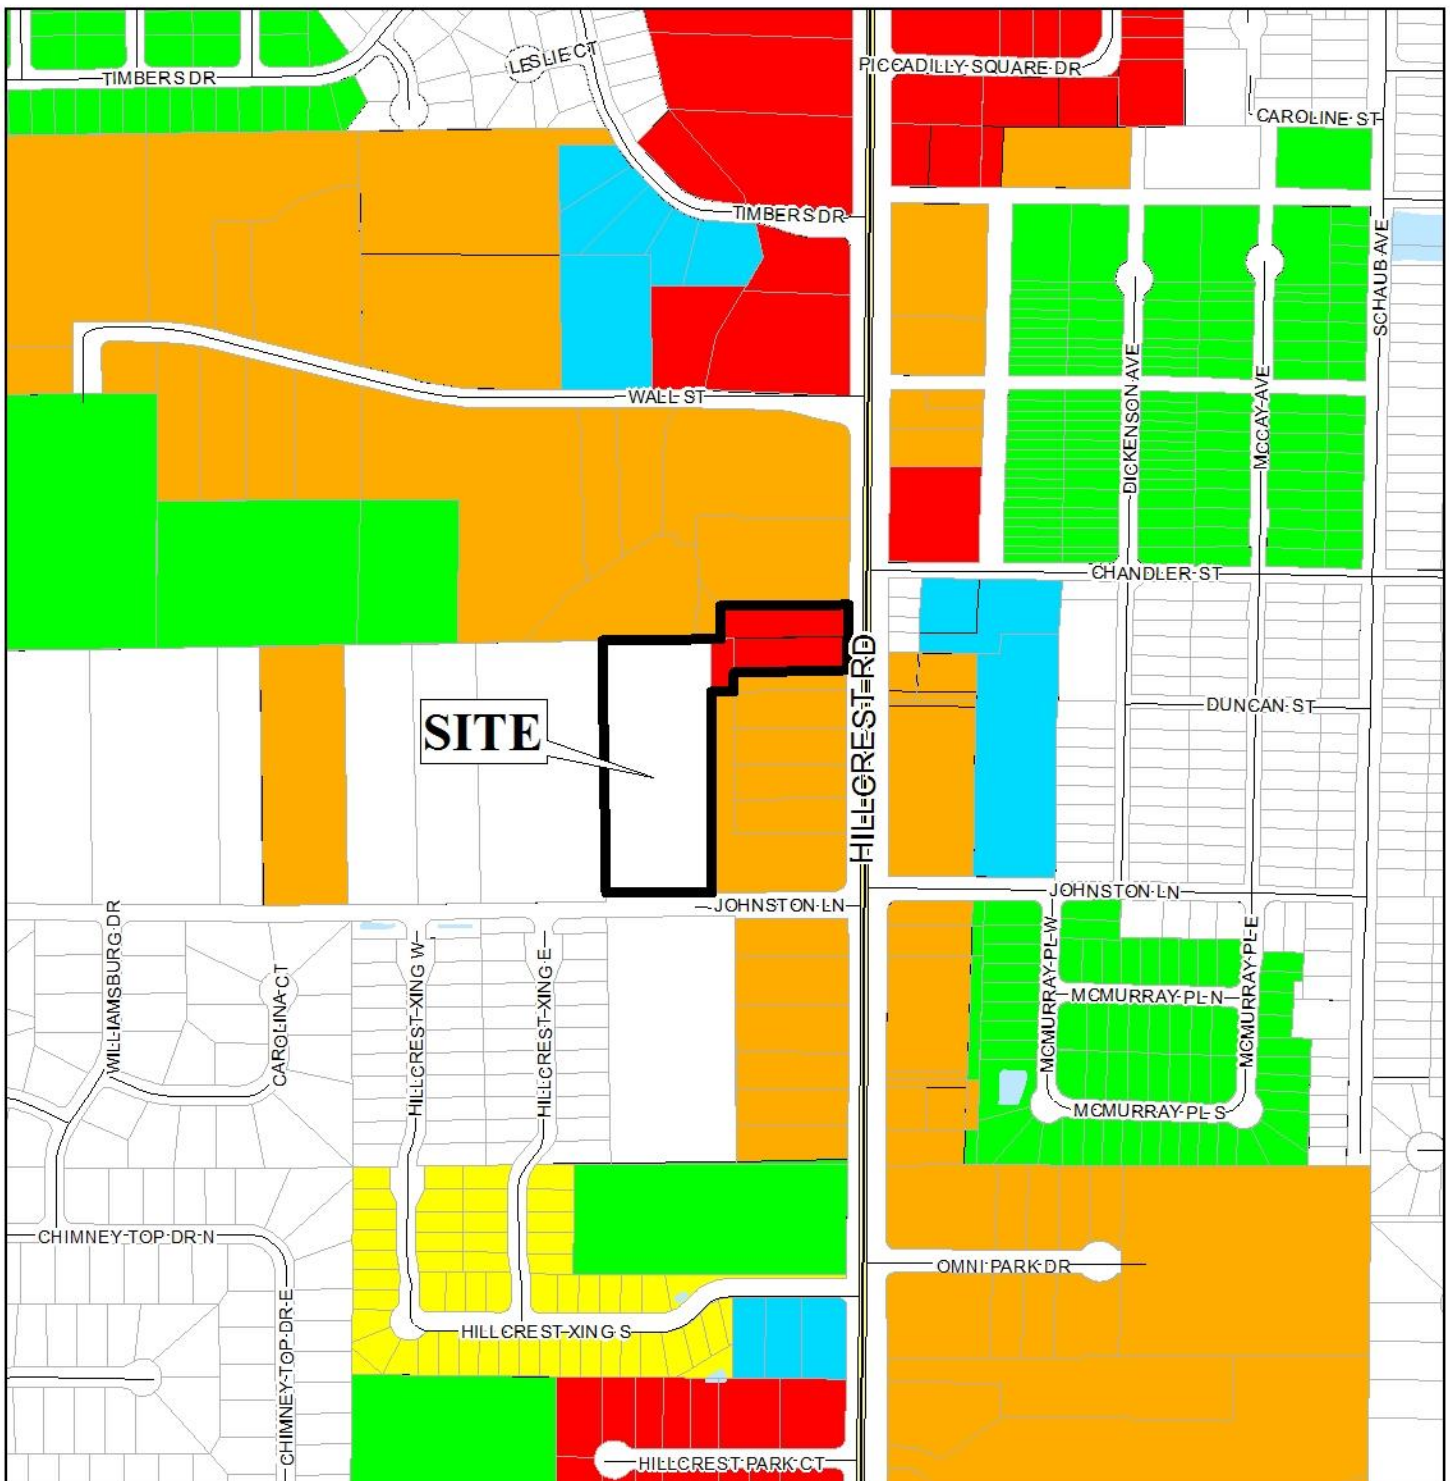 LESLIE CT
PICCADILLY SQUARE DR
TIMBERS DR
CAROLINE ST
TIMBERS DR
SCHAUB AVE
WALL ST
DICKENSON AVE
MCCAY AVE
CHANDLER ST
HILLCREST RD
SITE
DUNCAN ST
JOHNSTON LN
JOHNSTON LN
WILLIAMSBURG DR
CAROLINA CT
HILLCREST XING W
HILLCREST XING E
MCMURRAY PL W
MCMURRAY PL N
MCMURRAY PL E
MCMURRAY PL S
CHIMNEY TOP DR N
OMNI PARK DR
CHIMNEY TOP DR E
HILLCREST XING S
HILLCREST PARK CT